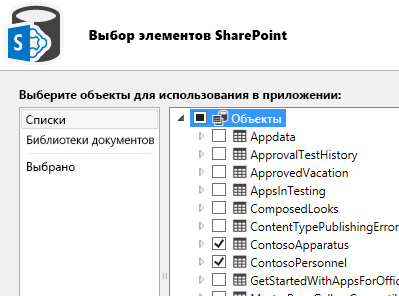 Выбор элементов SharePoint
Выберите объекты для использования в приложении:
Списки
Библиотеки документов
Выбрано
Объекты
Appdata
ApprovalTestHistory
ApprovedVacation
AppsInTesting
ComposedLooks
ContentTypePublishingError
ContosoApparatus
ContosoPersonnel
GetStartedWithAppsForOffic